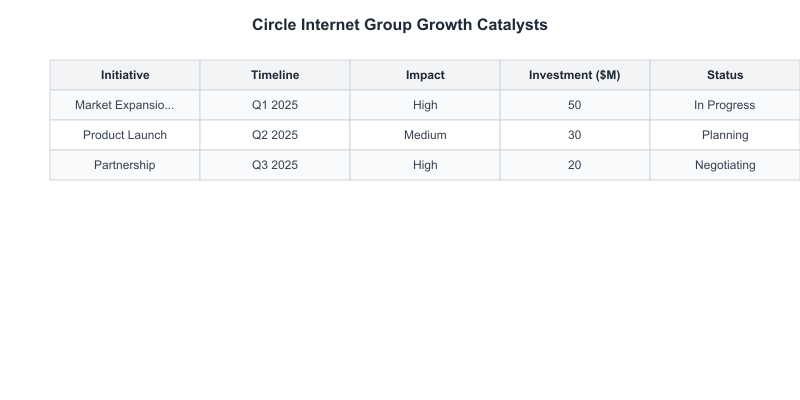 Circle Internet Group Growth Catalysts
Initiative Timeline Impact Investment ($M) Status
Market Expansio... Q1 2025 High 50 In Progress
Product Launch Q2 2025 Medium 30 Planning
Partnership Q3 2025 High 20 Negotiating